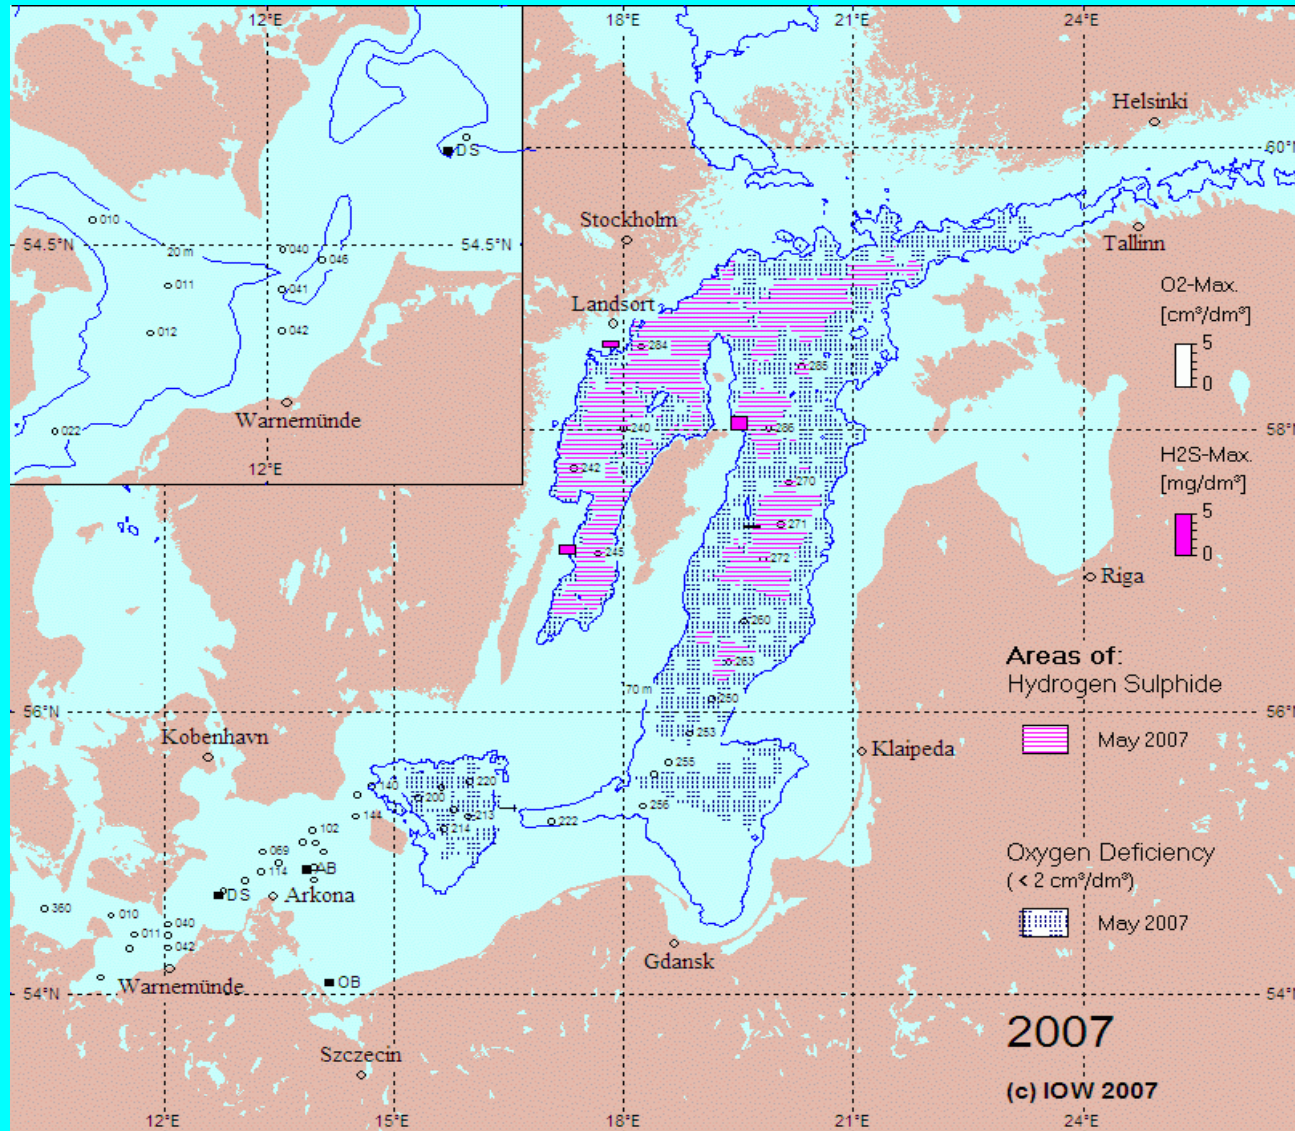 12°E
18°E
21°E
24°E
Helsinki
DS
60°N
010
Stockholm
54.5°N
20 m
040
54.5°N
046
Tallinn
011
041
O2-Max.
[cm³/dm³]
5
0
Landsort
012
042
284
285
Warnemünde
022
240
286
58°N
12°E
242
H2S-Max.
[mg/dm³]
5
0
270
271
245
272
Riga
260
263
Areas of:
Hydrogen Sulphide
May 2007
70 m
250
56°N
56°N
253
Kobenhavn
Klaipeda
255
140
220
200
256
144
213
222
102
214
069
114
AB
Oxygen Deficiency
( < 2 cm³/dm³)
DS
Arkona
360
010
040
011
042
May 2007
Gdansk
Warnemünde
OB
54°N
54°N
2007
Szczecin
(c) IOW 2007
12°E
15°E
18°E
21°E
24°E